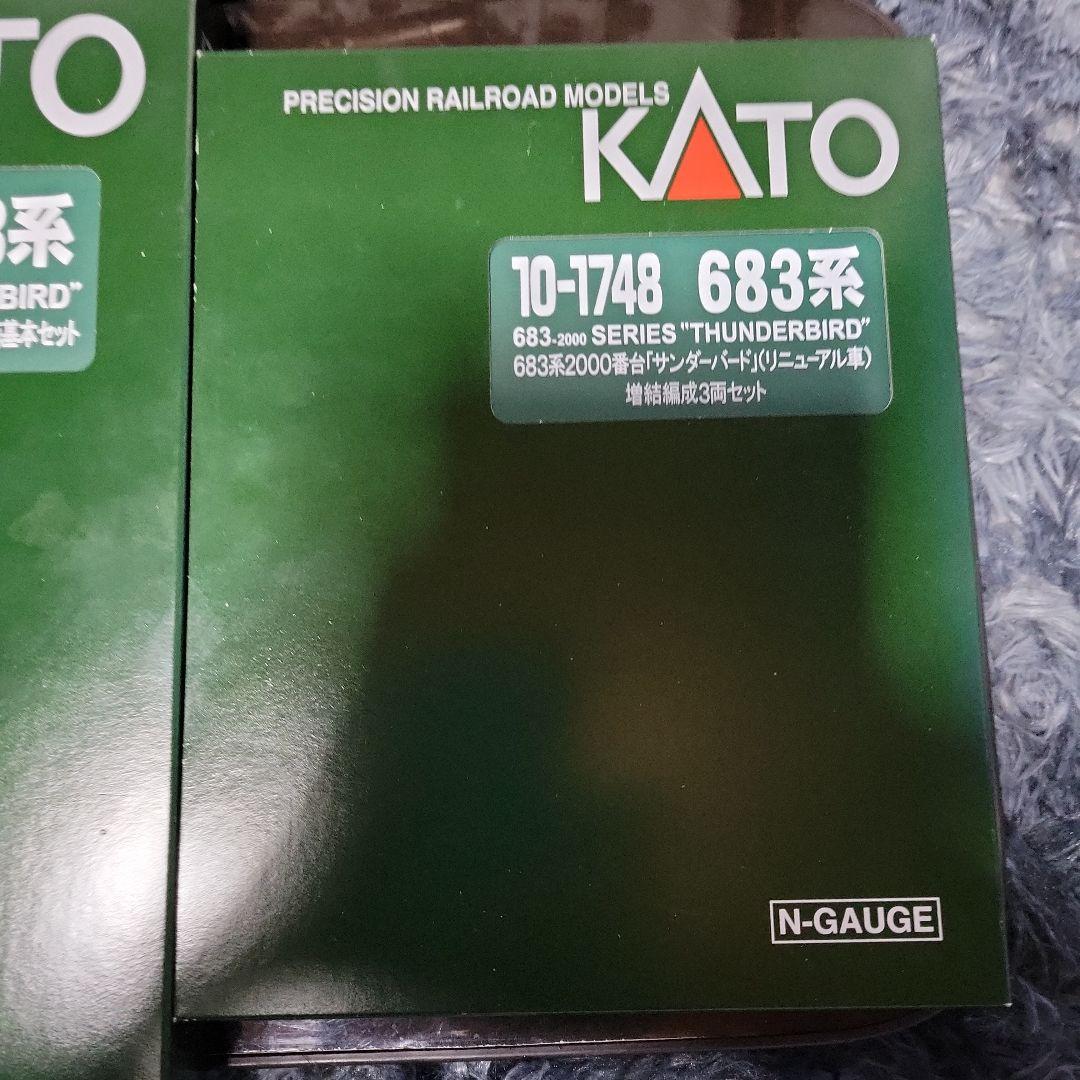 TO
系
BIRD"
基本セット
PRECISION RAILROAD MODELS
KATO
10-1748 683系
683-2000 SERIES "THUNDERBIRD"
683系2000番台「サンダーバード」(リニューアル車)
増結編成3両セット
N-GAUGE